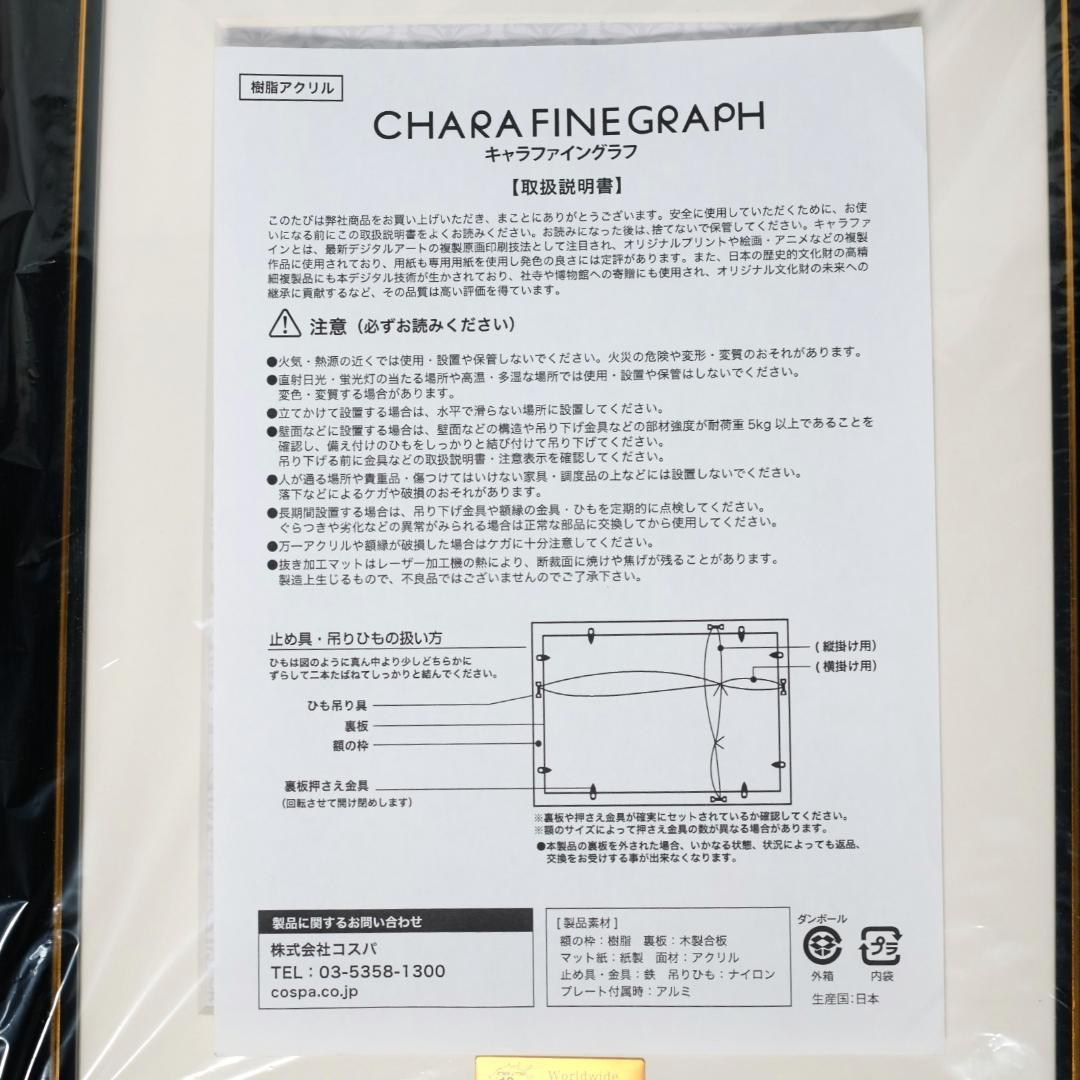 樹脂アクリル
CHARA FINE GRAPH
キャラファイングラフ
【取扱説明書】
このたびは弊社商品をお買い上げいただき、まことにありがとうございます。安全に使用していただくために、お使
いになる前にこの取扱説明書をよくお読みください。お読みになった後は、捨てないで保管してください。キャラファ
インとは、最新デジタルアートの複製原画印刷技法として注目され、オリジナルプリントや絵画・アニメなどの複製
作品に使用されており、用紙も専用用紙を使用し発色の良さには定評があります。また、日本の歴史的文化財の高精
細複製品にも本デジタル技術が生かされており、社寺や博物館への寄贈にも使用され、オリジナル文化財の未来への
継承に貢献するなど、その品質は高い評価を得ています。
注意（必ずお読みください）
●火気・熱源の近くでは使用・設置や保管しないでください。火災の危険や変形・変質のおそれがあります。
●直射日光・蛍光灯の当たる場所や高温・多湿な場所では使用・設置や保管はしないでください。
変色・変質する場合があります。
●立てかけて設置する場合は、水平で滑らない場所に設置してください。
●壁面などに設置する場合は、壁面などの構造や吊り下げ金具などの部材強度が耐荷重5kg以上であることを
確認し、備え付けのひもをしっかりと結び付けて吊り下げてください。
吊り下げる前に金具などの取扱説明書・注意表示を確認してください。
●人が通る場所や貴重品・傷つけてはいけない家具・調度品の上などには設置しないでください。
落下などによるケガや破損のおそれがあります。
●長期間設置する場合は、吊り下げ金具や額縁の金具・ひもを定期的に点検してください。
ぐらつきや劣化などの異常がみられる場合は正常な部品に交換してから使用してください。
●万一アクリルや額縁が破損した場合はケガに十分注意してください。
●抜き加工マットはレーザー加工機の熱により、断裁面に焼けや焦げが残ることがあります。
製造上生じるもので、不良品ではございませんのでご了承下さい。
止め具・吊りひもの扱い方
ひもは図のように真ん中より少しどちらかに
ずらして二本たばねてしっかりと結んでください。
（縦掛け用）
（横掛け用）
ひも吊り具
裏板
額の枠
裏板押さえ金具
（回転させて開け閉めします）
※裏板や押さえ金具が確実にセットされているか確認してください。
※額のサイズによって押さえ金具の数が異なる場合があります。
●本製品の裏板を外された場合、いかなる状態、状況によっても返品、
交換をお受けする事が出来なくなります。
製品に関するお問い合わせ
株式会社コスパ
TEL：03-5358-1300
cospa.co.jp
[ 製品素材 ]
額の枠：樹脂 裏板：木製合板
マット紙：紙製 面材：アクリル
止め具・金具：鉄 吊りひも：ナイロン
プレート付属時：アルミ
ダンボール
外箱
プラ
内袋
生産国：日本
Worldwide